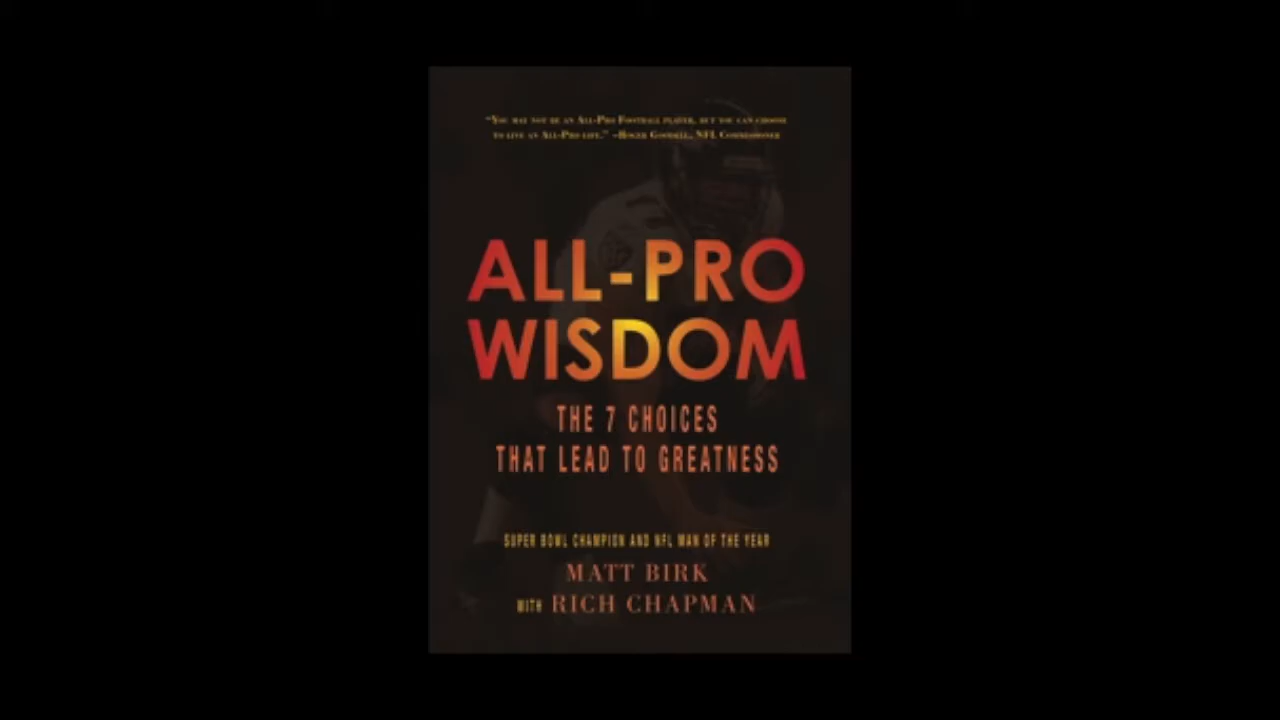 "YOU MAY NOT BE AN ALL-PRO FOOTBALL PLAYER, BUT YOU CAN CHOOSE
TO LIVE AN ALL-PRO LIFE." -ROGER GOODELL, NFL COMMISSIONER
ALL-PRO
WISDOM
THE 7 CHOICES
THAT LEAD TO GREATNESS
SUPER BOWL CHAMPION AND NFL MAN OF THE YEAR
MATT BIRK
WITH RICH CHAPMAN